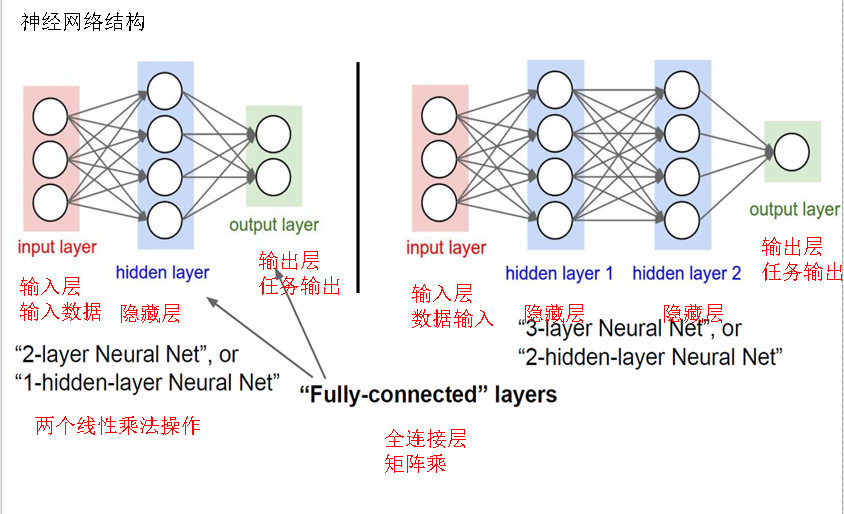 神经网络结构
input layer
输入层
输入数据
hidden layer
隐藏层
output layer
输出层
任务输出
“2-layer Neural Net”, or
“1-hidden-layer Neural Net”
两个线性乘法操作
input layer
输入层
数据输入
hidden layer 1
隐藏层
hidden layer 2
隐藏层
output layer
输出层
任务输出
“3-layer Neural Net”, or
“2-hidden-layer Neural Net”
“Fully-connected” layers
全连接层
矩阵乘